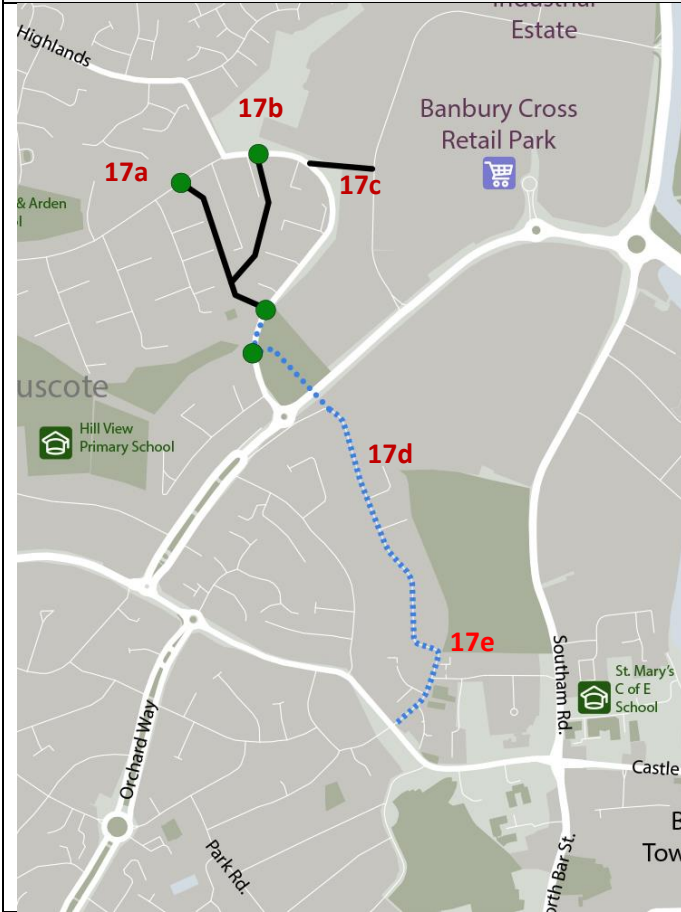 Industrial
Estate
Highlands
17b
Banbury Cross
Retail Park
17a
17c
& Arden
uscote
Hill View
Primary School
17d
17e
Southam Rd.
St. Mary's
C of E
School
Orchard Way
Castle
Park Rd.
B
Tow
orth Bar St.